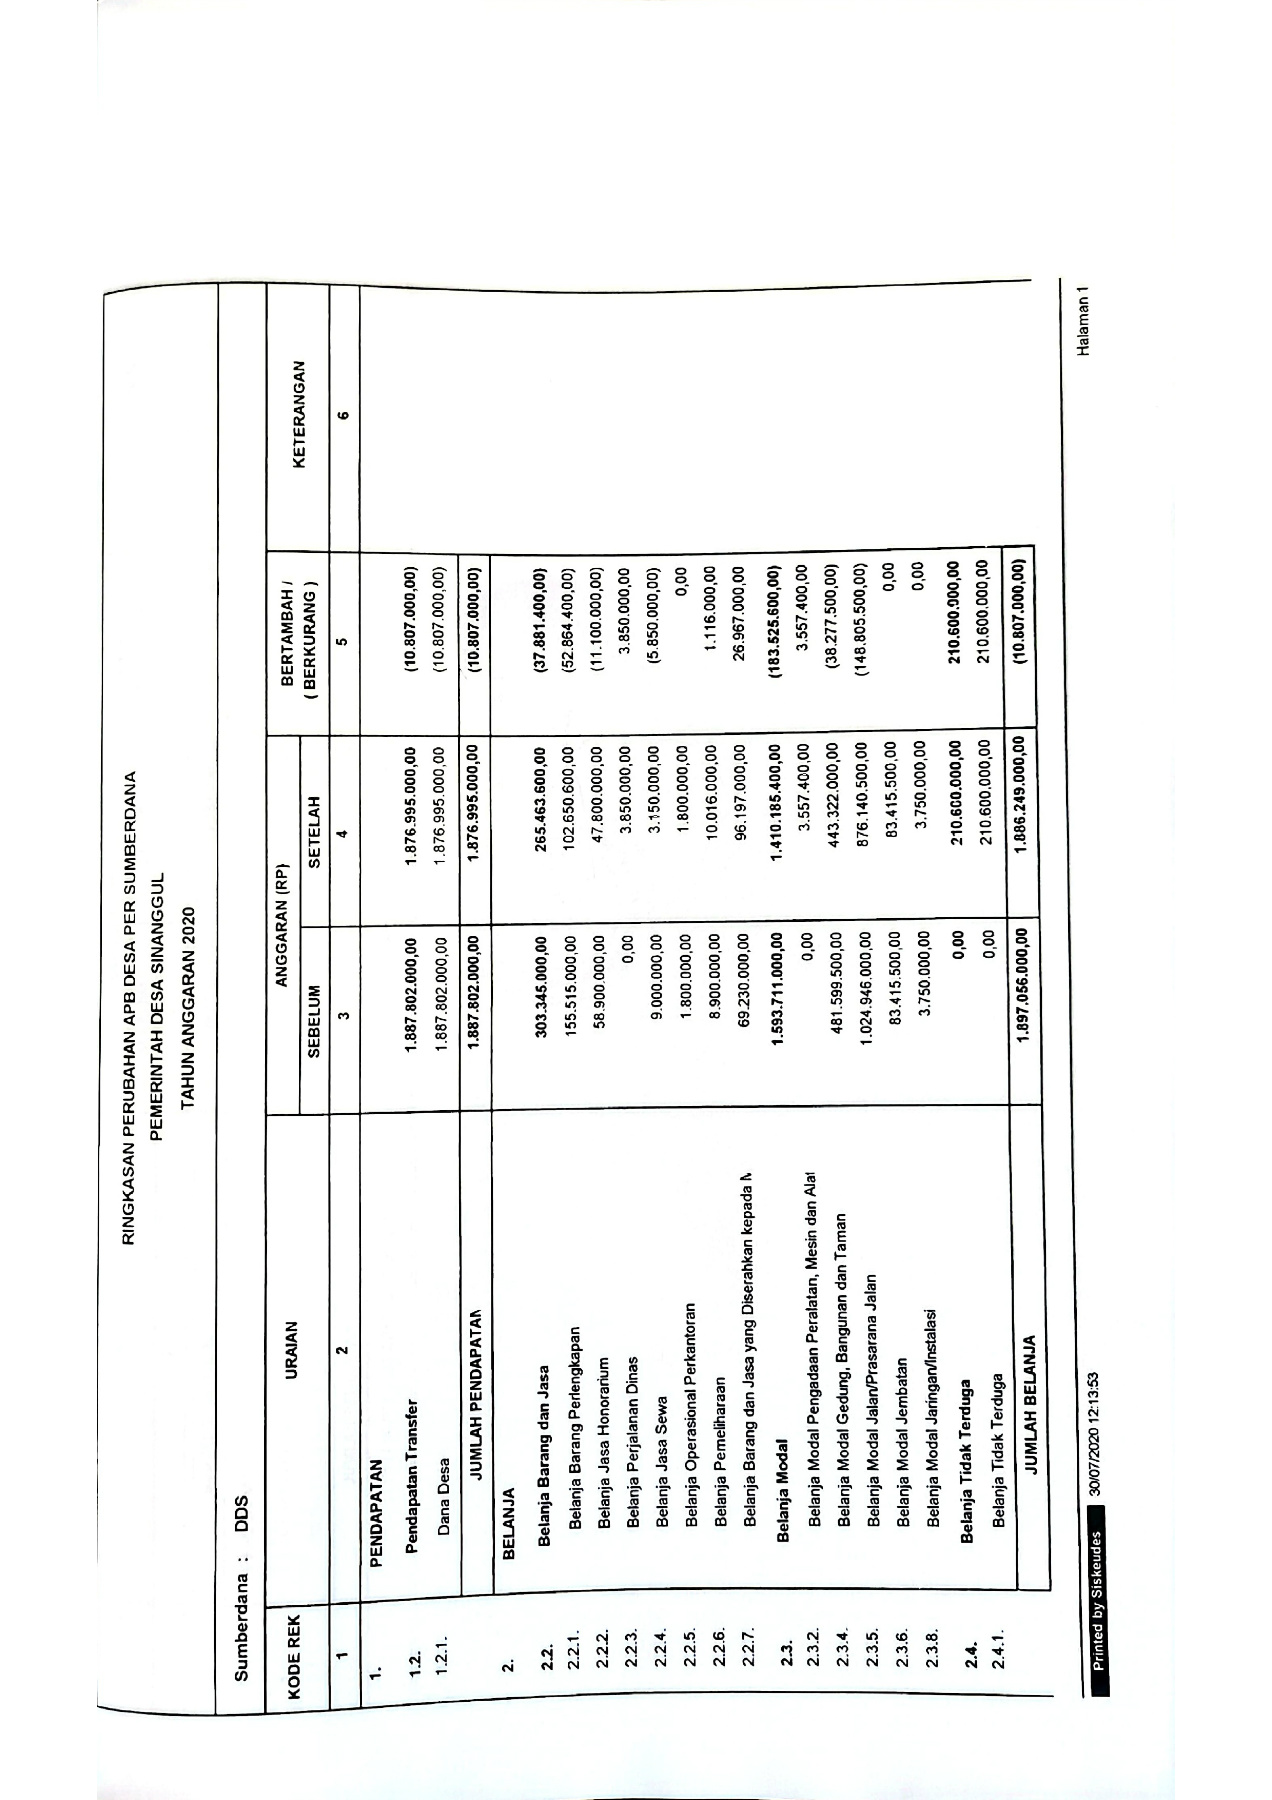 RINGKASAN PERUBAHAN APB DESA PER SUMBERDANA
PEMERINTAH DESA SINANGGUL
TAHUN ANGGARAN 2020
Sumberdana : DDS
KODE REK URAIAN ANGGARAN (RP) BERTAMBAH / ( BERKURANG ) KETERANGAN
SEBELUM SETELAH
1 2 3 4 5 6
1. PENDAPATAN
1.2. Pendapatan Transfer 1.887.802.000,00 1.876.995.000,00 (10.807.000,00)
1.2.1. Dana Desa 1.887.802.000,00 1.876.995.000,00 (10.807.000,00)
JUMLAH PENDAPATAN 1.887.802.000,00 1.876.995.000,00 (10.807.000,00)
2. BELANJA
2.2. Belanja Barang dan Jasa 303.345.000,00 265.463.600,00 (37.881.400,00)
2.2.1. Belanja Barang Perlengkapan 155.515.000,00 102.650.600,00 (52.864.400,00)
2.2.2. Belanja Jasa Honorarium 58.900.000,00 47.800.000,00 (11.100.000,00)
2.2.3. Belanja Perjalanan Dinas 0,00 3.850.000,00 3.850.000,00
2.2.4. Belanja Jasa Sewa 9.000.000,00 3.150.000,00 (5.850.000,00)
2.2.5. Belanja Operasional Perkantoran 1.800.000,00 1.800.000,00 0,00
2.2.6. Belanja Pemeliharaan 8.900.000,00 10.016.000,00 1.116.000,00
2.2.7. Belanja Barang dan Jasa yang Diserahkan kepada 69.230.000,00 96.197.000,00 26.967.000,00
2.3. Belanja Modal 1.593.711.000,00 1.410.185.400,00 (183.525.600,00)
2.3.2. Belanja Modal Pengadaan Peralatan, Mesin dan Alat 0,00 3.557.400,00 3.557.400,00
2.3.4. Belanja Modal Gedung, Bangunan dan Taman 481.599.500,00 443.322.000,00 (38.277.500,00)
2.3.5. Belanja Modal Jalan/Prasarana Jalan 1.024.946.000,00 876.140.500,00 (148.805.500,00)
2.3.6. Belanja Modal Jembatan 83.415.500,00 83.415.500,00 0,00
2.3.8. Belanja Modal Jaringan/Instalasi 3.750.000,00 3.750.000,00 0,00
2.4. Belanja Tidak Terduga 0,00 210.600.000,00 210.600.000,00
2.4.1. Belanja Tidak Terduga 0,00 210.600.000,00 210.600.000,00
JUMLAH BELANJA 1.897.056.000,00 1.886.249.000,00 (10.807.000,00)
Printed by Siskeudes 30/07/2020 12:13:53 Halaman 1